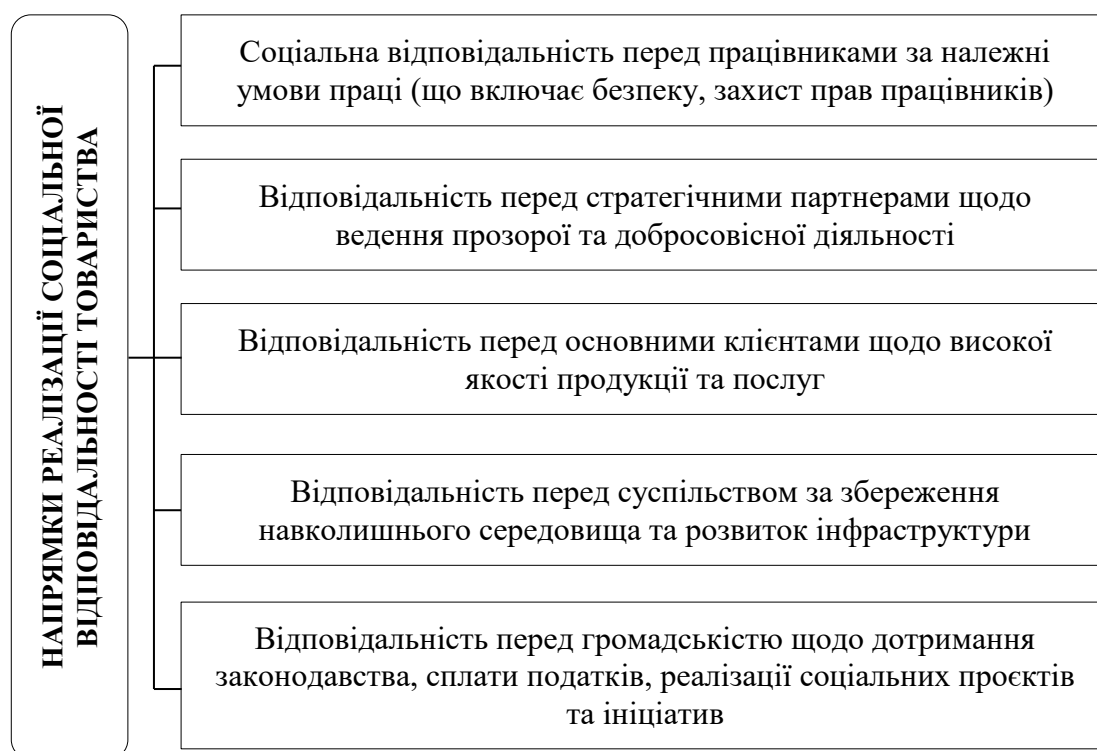 НАПРЯМКИ РЕАЛІЗАЦІЇ СОЦІАЛЬНОЇ
ВІДПОВІДАЛЬНОСТІ ТОВАРИСТВА
Соціальна відповідальність перед працівниками за належні
умови праці (що включає безпеку, захист прав працівників)
Відповідальність перед стратегічними партнерами щодо
ведення прозорої та добросовісної діяльності
Відповідальність перед основними клієнтами щодо високої
якості продукції та послуг
Відповідальність перед суспільством за збереження
навколишнього середовища та розвиток інфраструктури
Відповідальність перед громадськістю щодо дотримання
законодавства, сплати податків, реалізації соціальних проєктів
та ініціатив